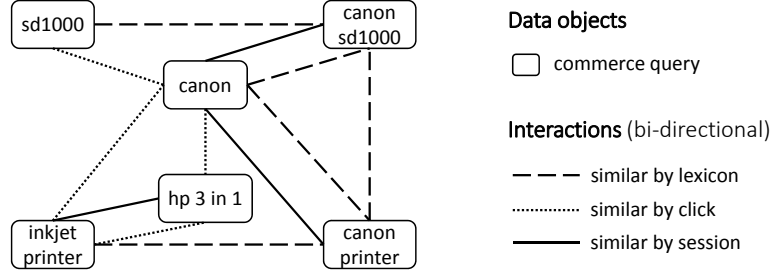 sd1000
canon
sd1000
canon
hp 3 in 1
inkjet
printer
canon
printer
Data objects
commerce query
Interactions (bi-directional)
similar by lexicon
similar by click
similar by session